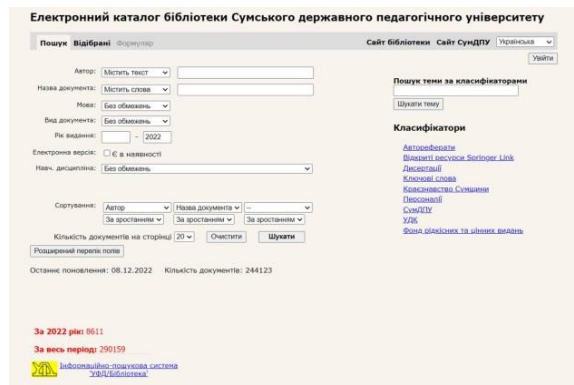 Електронний каталог бібліотеки Сумського державного педагогічного університету
Пошук Відібрані Формуляр Сайт бібліотеки Сайт СумДПУ Українська
Увійти
Автор: Містить текст
Назва документа: Містить слова
Мова: Без обмежень
Вид документа: Без обмежень
Рік видання: - 2022
Електронна версія: Є в наявності
Навч. дисципліна: Без обмежень
Сортування: Автор Назва документа --
За зростанням За зростанням За зростанням
Кількість документів на сторінці 20 Очистити Шукати
Розширений перелік полів
Останнє поновлення: 08.12.2022 Кількість документів: 244123
Пошук теми за класифікаторами
Шукати тему
Класифікатори
Автореферати
Відкриті ресурси Springer Link
Дисертації
Ключові слова
Краєзнавство Сумщини
Персоналії
СумДПУ
УДК
Фонд рідкісних та цінних видань
За 2022 рік: 8611
За весь період: 290159
Інформаційно-пошукова система
'УФД/Бібліотека'